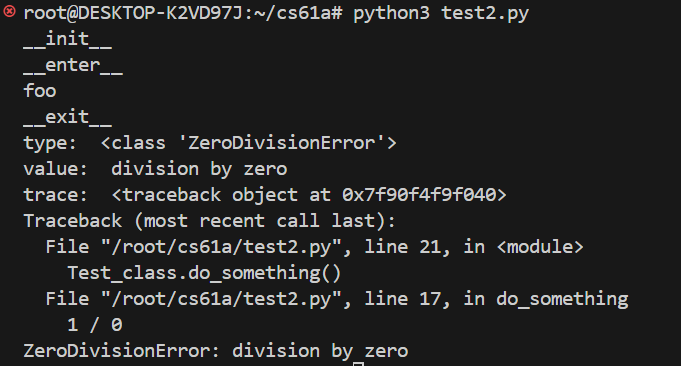 root@DESKTOP-K2VD97J:~/cs61a# python3 test2.py
__init__
__enter__
foo
__exit__
type:  <class 'ZeroDivisionError'>
value:  division by zero
trace:  <traceback object at 0x7f90f4f9f040>
Traceback (most recent call last):
  File "/root/cs61a/test2.py", line 21, in <module>
    Test_class.do_something()
  File "/root/cs61a/test2.py", line 17, in do_something
    1 / 0
ZeroDivisionError: division by zero